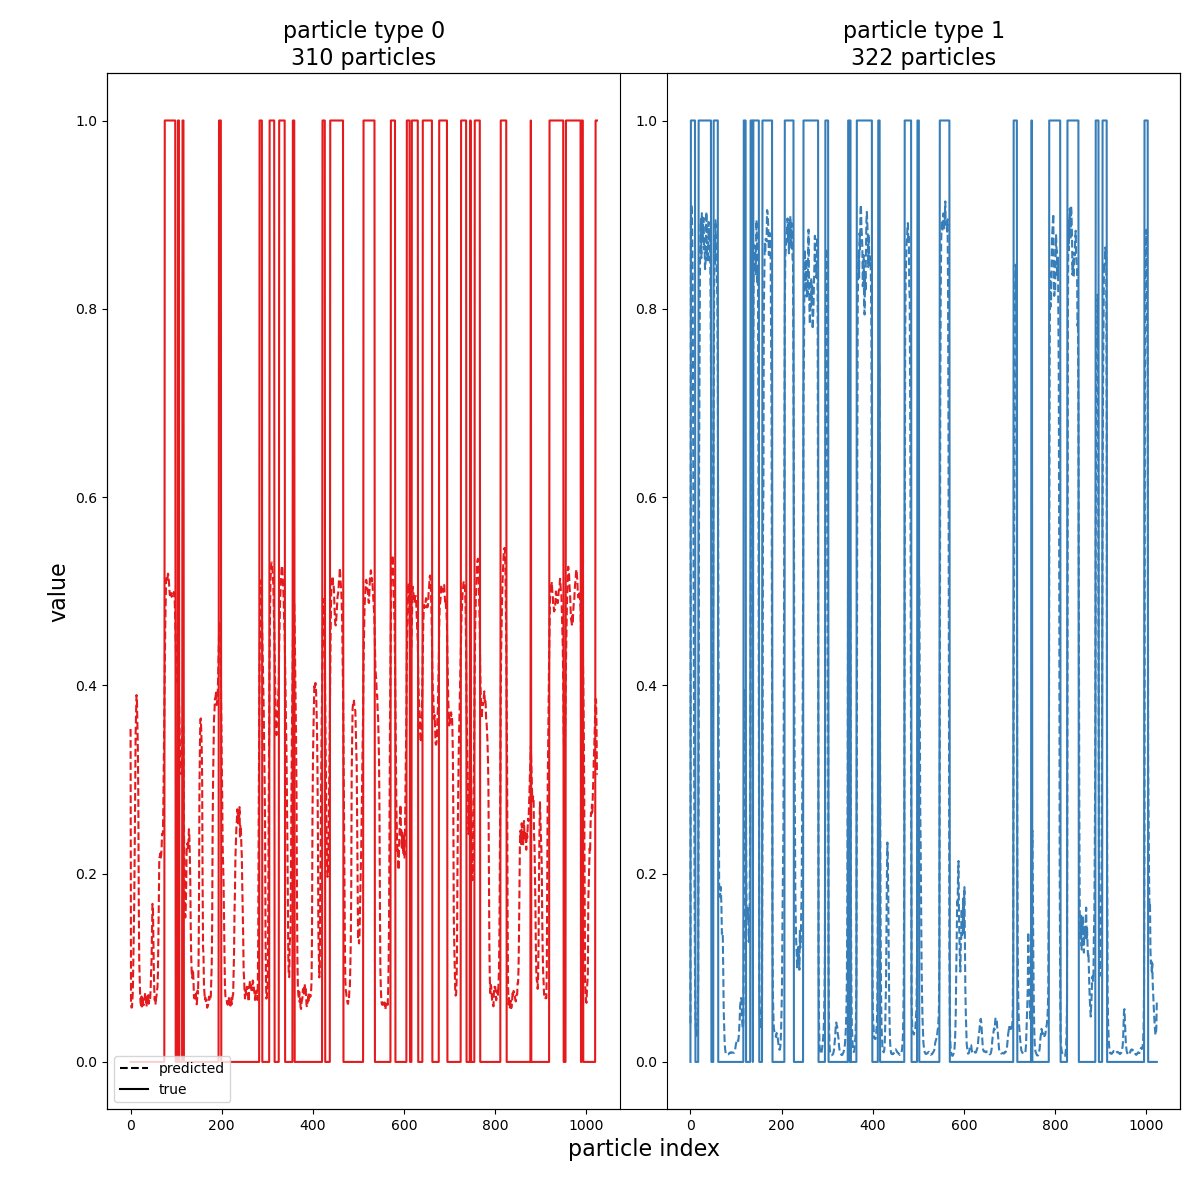 particle type 0
310 particles
particle type 1
322 particles
1.0
0.8
0.6
0.4
0.2
0.0
value
predicted
true
0 200 400 600 800 1000
1.0
0.8
0.6
0.4
0.2
0.0
0 200 400 600 800 1000
particle index